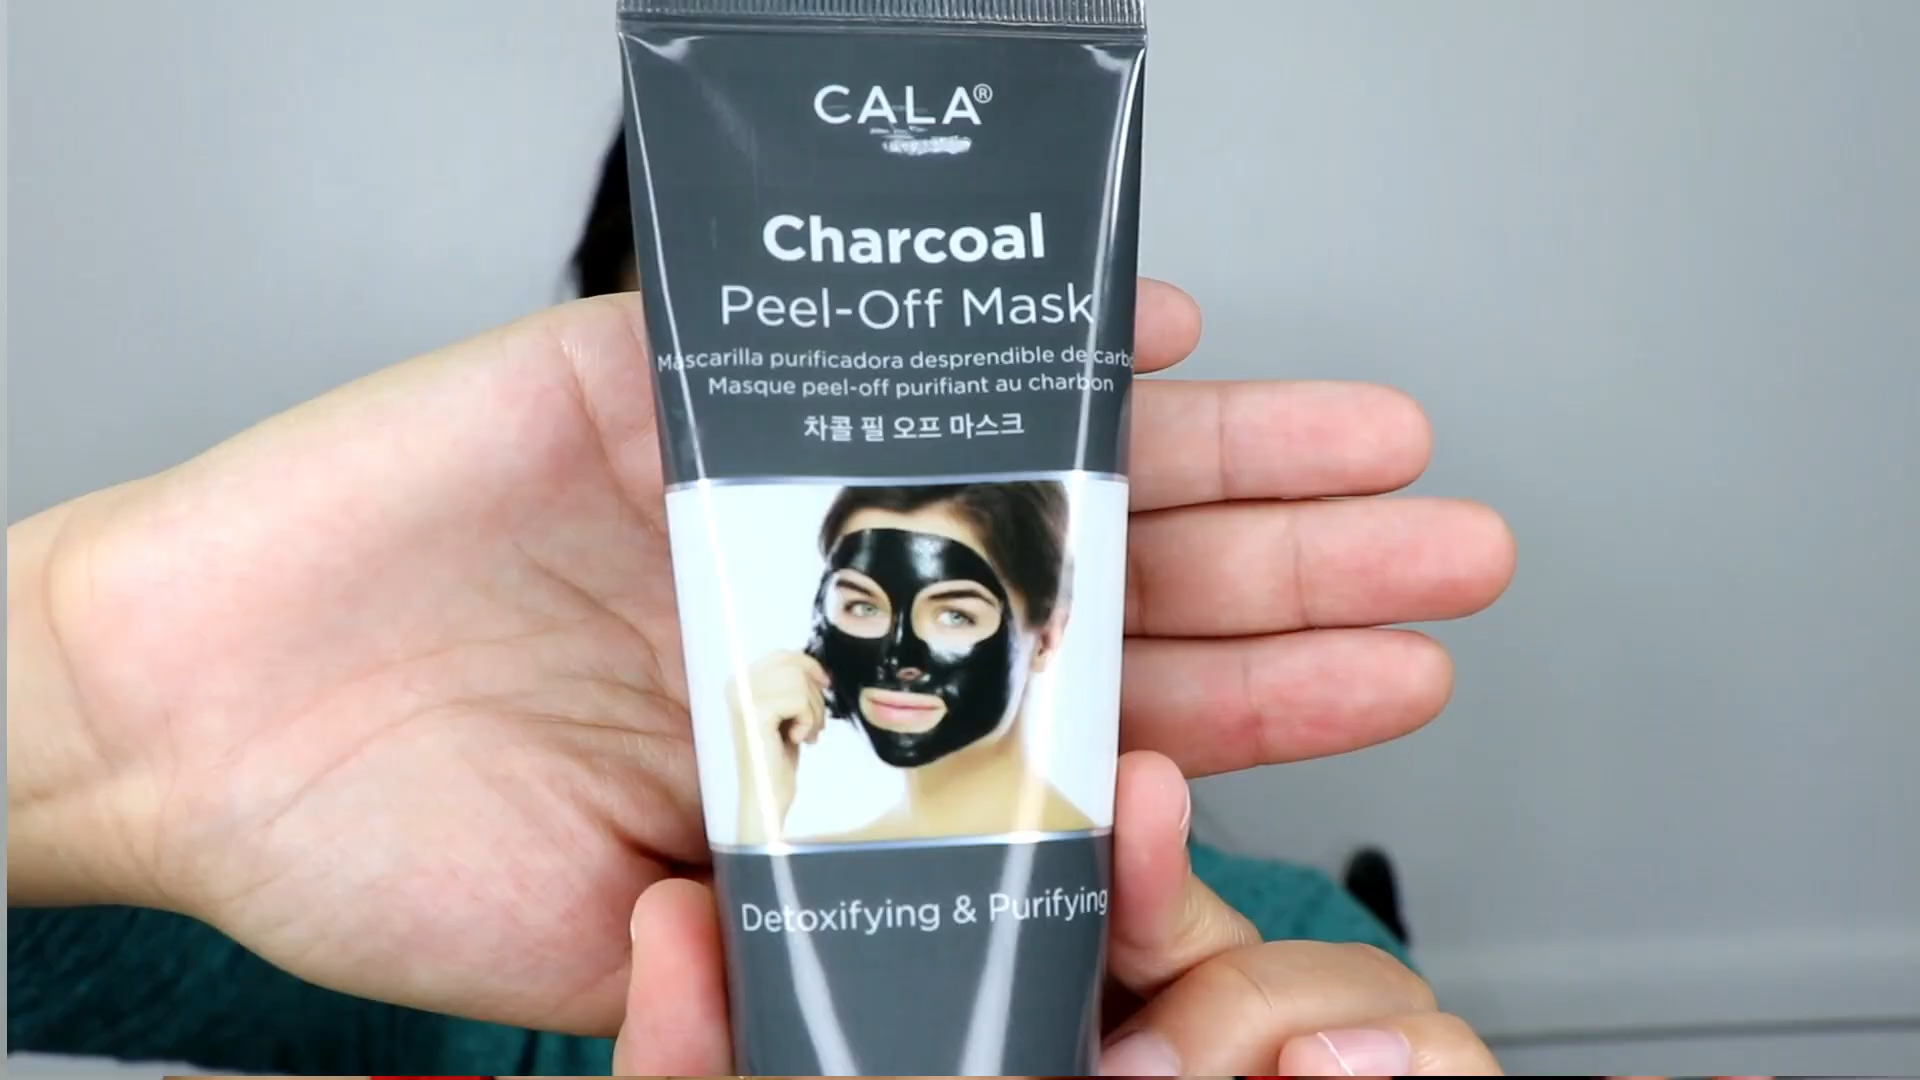 CALA®
Charcoal
Peel-Off Mask
Máscarilla purificadora desprendible de
Masque peel-off purifiant au charbon
차콜 필 오프 마스크
Detoxifying & Purifying